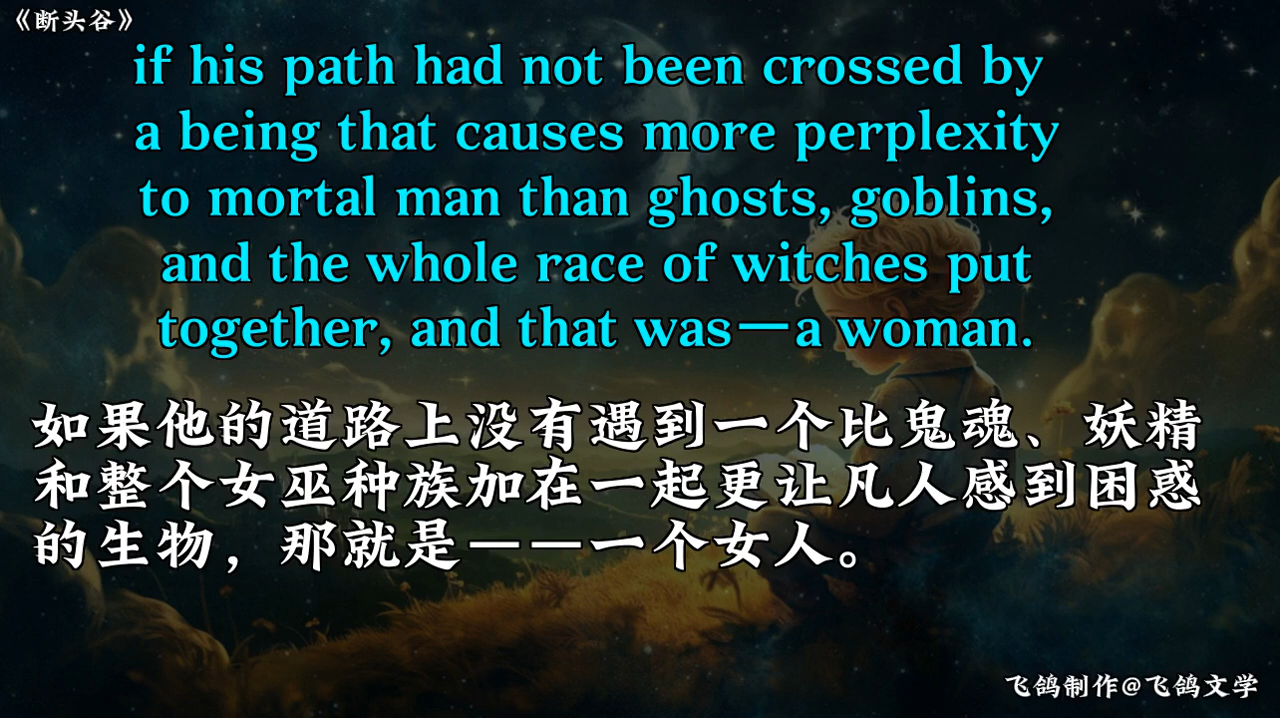 《断头谷》
if his path had not been crossed by
a being that causes more perplexity
to mortal man than ghosts, goblins,
and the whole race of witches put
together, and that was—a woman.
如果他的道路上没有遇到一个比鬼魂、妖精
和整个女巫种族加在一起更让凡人感到困惑
的生物，那就是——一个女人。
飞鸽制作@飞鸽文学